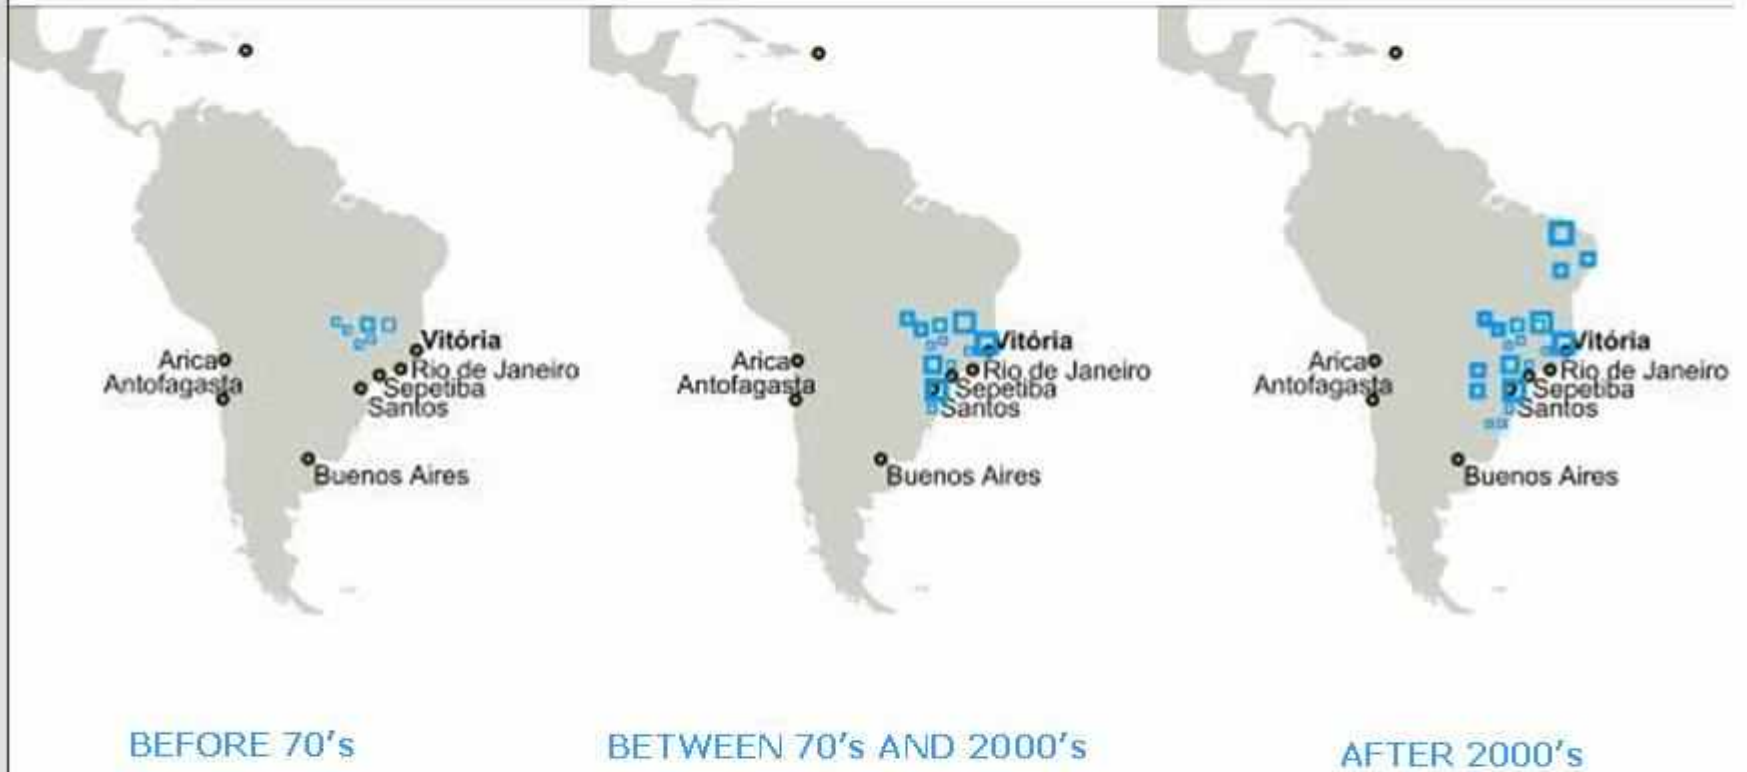 Vitória
Arica
Rio de Janeiro
Antofagasta
Sepetiba
Santos
Buenos Aires
BEFORE 70's
Vitória
Arica
Rio de Janeiro
Antofagasta
Sepetiba
Santos
Buenos Aires
BETWEEN 70's AND 2000's
Vitória
Arica
Rio de Janeiro
Antofagasta
Sepetiba
Santos
Buenos Aires
AFTER 2000's